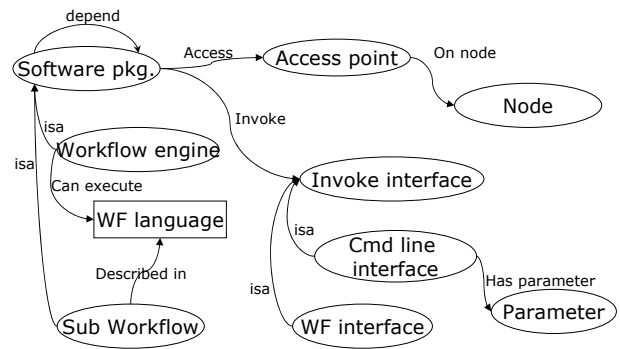 depend
Software pkg.
Access
Access point
On node
Node
isa
Invoke
Workflow engine
isa
Can execute
Invoke interface
WF language
isa
Cmd line
interface
Described in
isa
Has parameter
Sub Workflow
WF interface
Parameter